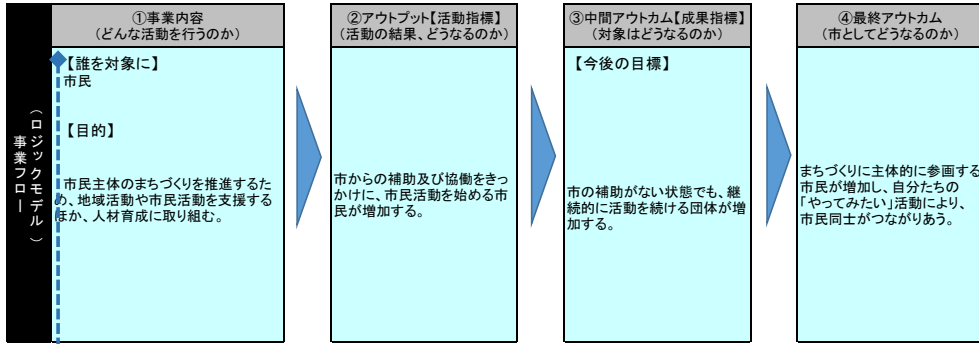 事業フロー
（ロジックモデル）
①事業内容
（どんな活動を行うのか）
【誰を対象に】
市民
【目的】
市民主体のまちづくりを推進するた
め、地域活動や市民活動を支援する
ほか、人材育成に取り組む。
②アウトプット【活動指標】
（活動の結果、どうなるのか）
市からの補助及び協働をきっ
かけに、市民活動を始める市
民が増加する。
③中間アウトカム【成果指標】
（対象はどうなるのか）
【今後の目標】
市の補助がない状態でも、継
続的に活動を続ける団体が増
加する。
④最終アウトカム
（市としてどうなるのか）
まちづくりに主体的に参画する
市民が増加し、自分たちの
「やってみたい」活動により、
市民同士がつながりあう。